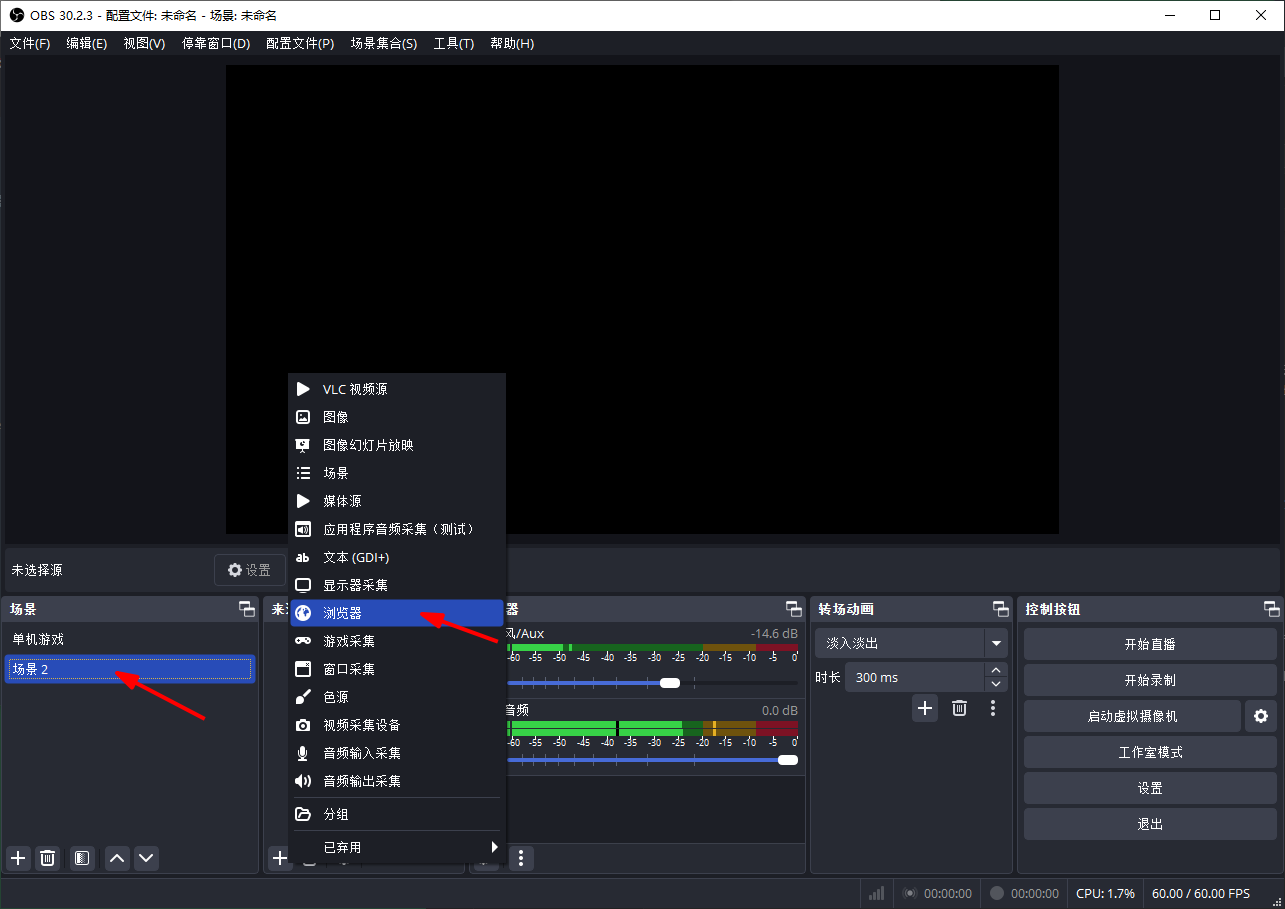 OBS 30.2.3 - 配置文件: 未命名 - 场景: 未命名
文件(F) 编辑(E) 视图(V) 停靠窗口(D) 配置文件(P) 场景集合(S) 工具(T) 帮助(H)
VLC 视频源
图像
图像幻灯片放映
场景
媒体源
应用程序音频采集（测试）
ab 文本 (GDI+)
显示器采集
浏览器
游戏采集
窗口采集
色源
视频采集设备
音频输入采集
音频输出采集
分组
已弃用
未选择源 设置
场景
单机游戏
场景 2
来
器
风/Aux -14.6 dB
-60 -55 -50 -45 -40 -35 -30 -25 -20 -15 -10 -5 0
音频 0.0 dB
-60 -55 -50 -45 -40 -35 -30 -25 -20 -15 -10 -5 0
转场动画
淡入淡出
时长 300 ms
控制按钮
开始直播
开始录制
启动虚拟摄像机
工作室模式
设置
退出
00:00:00 00:00:00 CPU: 1.7% 60.00 / 60.00 FPS